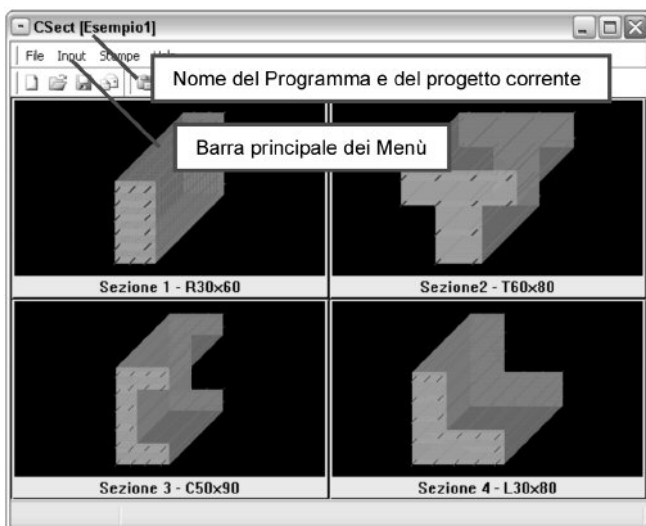 CSect [Esempio1]
File Input Stampe Help
Nome del Programma e del progetto corrente
Barra principale dei Menù
Sezione 1 - R30x60
Sezione2 - T60x80
Sezione 3 - C50x90
Sezione 4 - L30x80